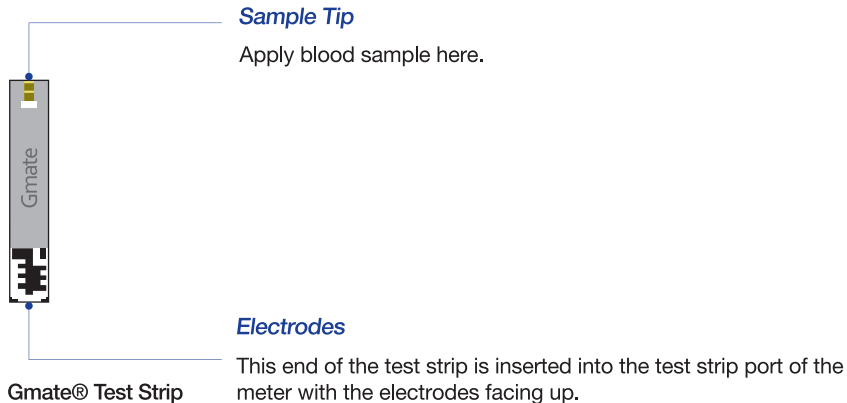 Sample Tip
Apply blood sample here.
Gmate
Electrodes
This end of the test strip is inserted into the test strip port of the
meter with the electrodes facing up.
Gmate® Test Strip